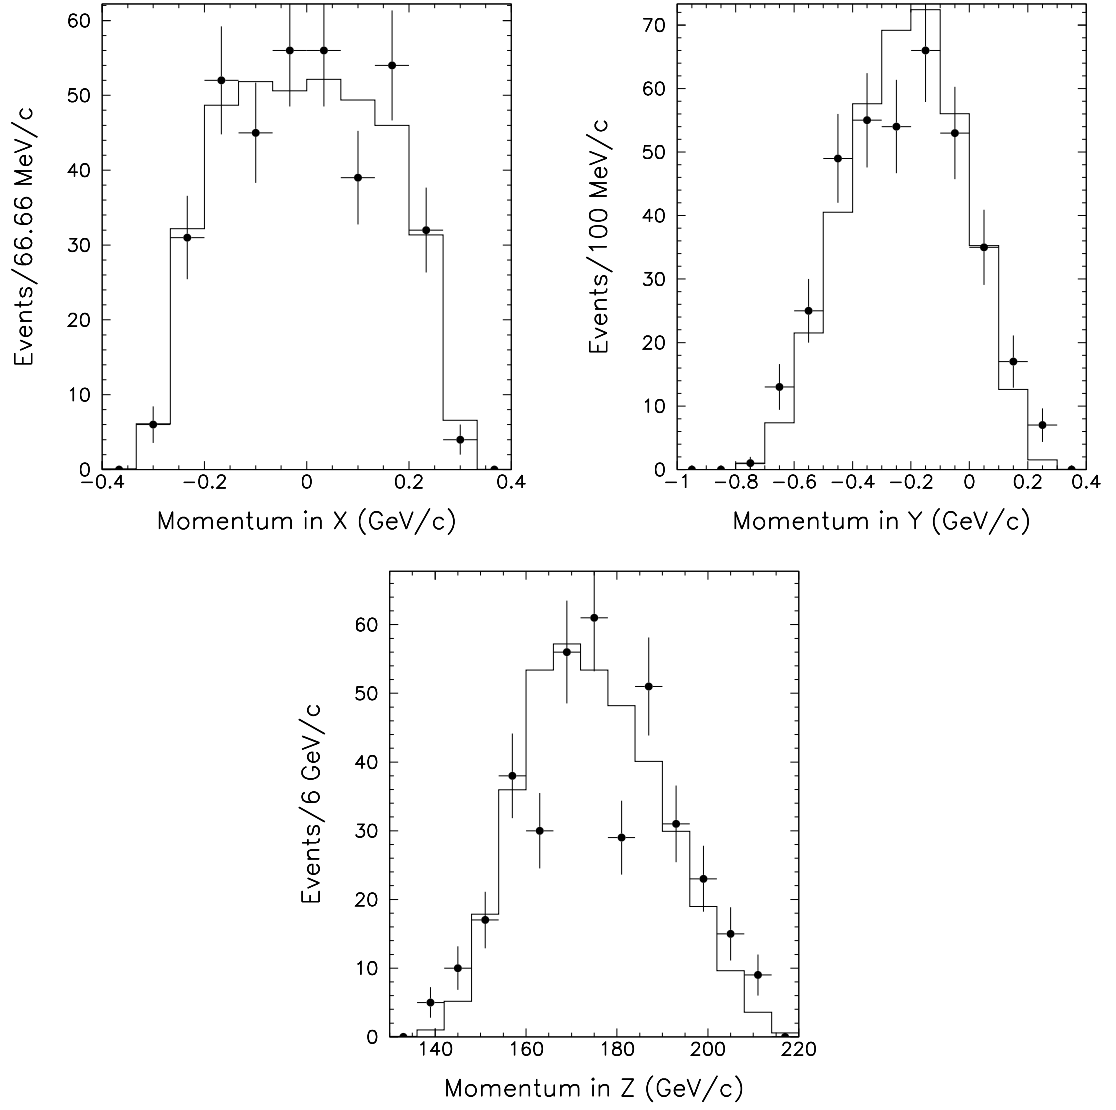 60
50
40
30
20
10
0
−0.4 −0.2 0 0.2 0.4
Events/66.66 MeV/c
Momentum in X (GeV/c)
70
60
50
40
30
20
10
0
−1 −0.8 −0.6 −0.4 −0.2 0 0.2 0.4
Events/100 MeV/c
Momentum in Y (GeV/c)
60
50
40
30
20
10
0
140 160 180 200 220
Events/6 GeV/c
Momentum in Z (GeV/c)